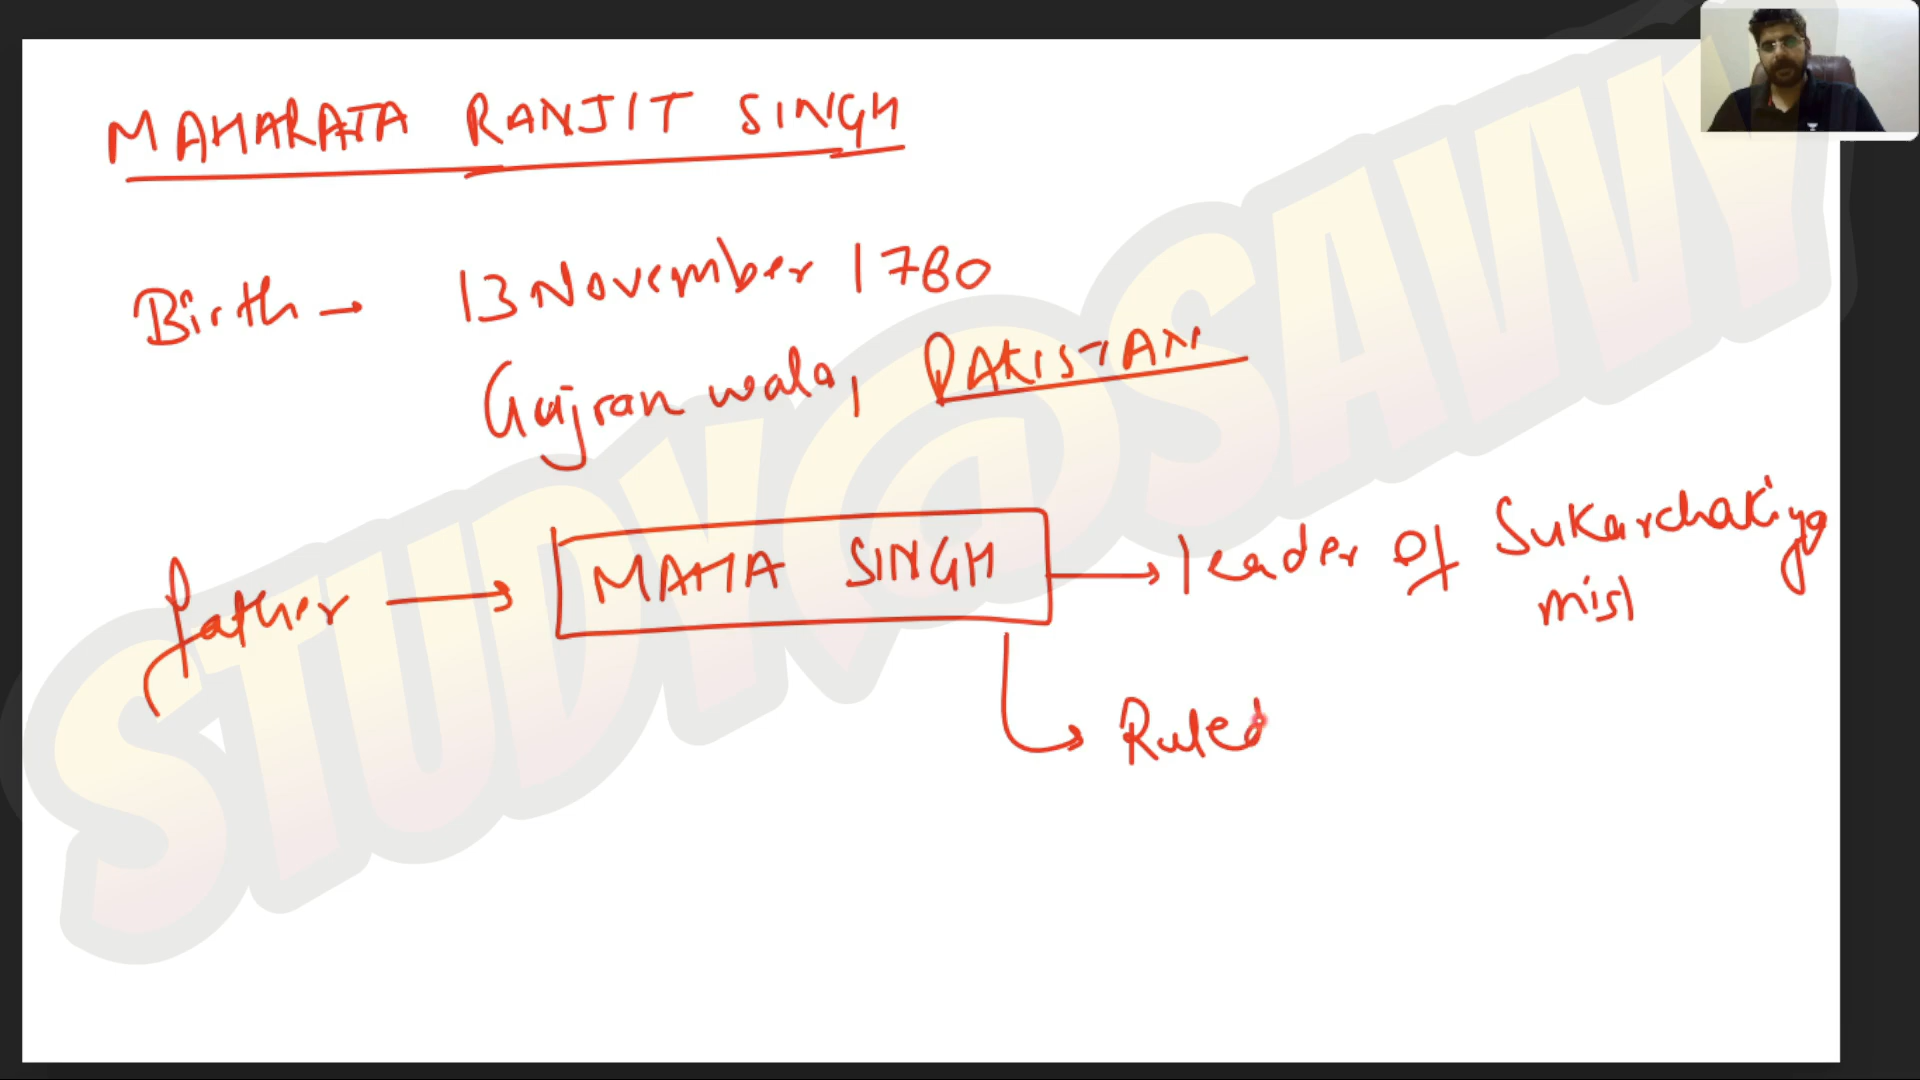 MAHARAJA RANJIT SINGH
Birth → 13 November 1780
Gujranwala, PAKISTAN
father → MAHA SINGH → leader of Sukarchakiya
misl
→ Ruled
STUDY@SAVVY